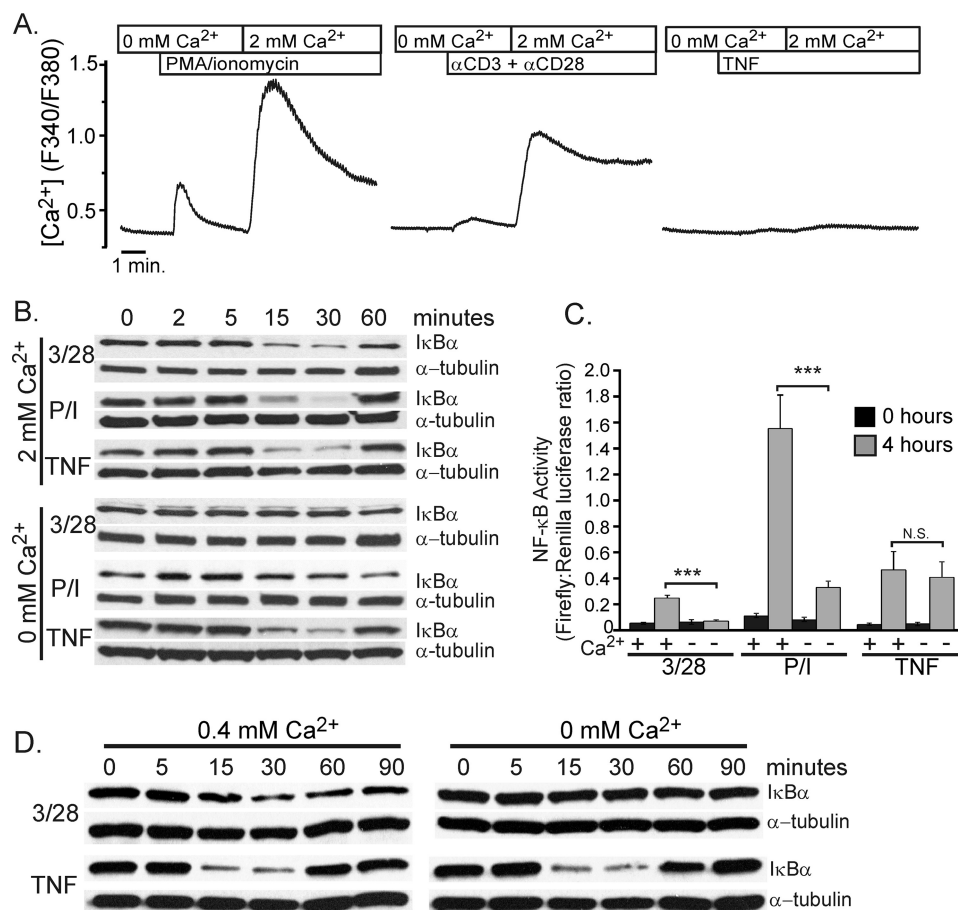 A.
0 mM Ca²⁺ 2 mM Ca²⁺ 0 mM Ca²⁺ 2 mM Ca²⁺ 0 mM Ca²⁺ 2 mM Ca²⁺
PMA/ionomycin αCD3 + αCD28 TNF
[Ca²⁺] (F340/F380)
1.5
1.0
0.5
1 min.
B.
0 2 5 15 30 60 minutes
2 mM Ca²⁺
3/28 IκBα
α–tubulin
P/I IκBα
α-tubulin
TNF IκBα
α–tubulin
0 mM Ca²⁺
3/28 IκBα
α–tubulin
P/I IκBα
α-tubulin
TNF IκBα
α–tubulin
C.
NF-κB Activity
(Firefly:Renilla luciferase ratio)
2.0
1.8
1.6
1.4
1.2
1.0
0.8
0.6
0.4
0.2
0
*** *** N.S.
0 hours
4 hours
Ca²⁺ + + - - + + - - + + - -
3/28 P/I TNF
D.
0.4 mM Ca²⁺ 0 mM Ca²⁺
0 5 15 30 60 90 0 5 15 30 60 90 minutes
3/28 IκBα
α–tubulin
TNF IκBα
α–tubulin